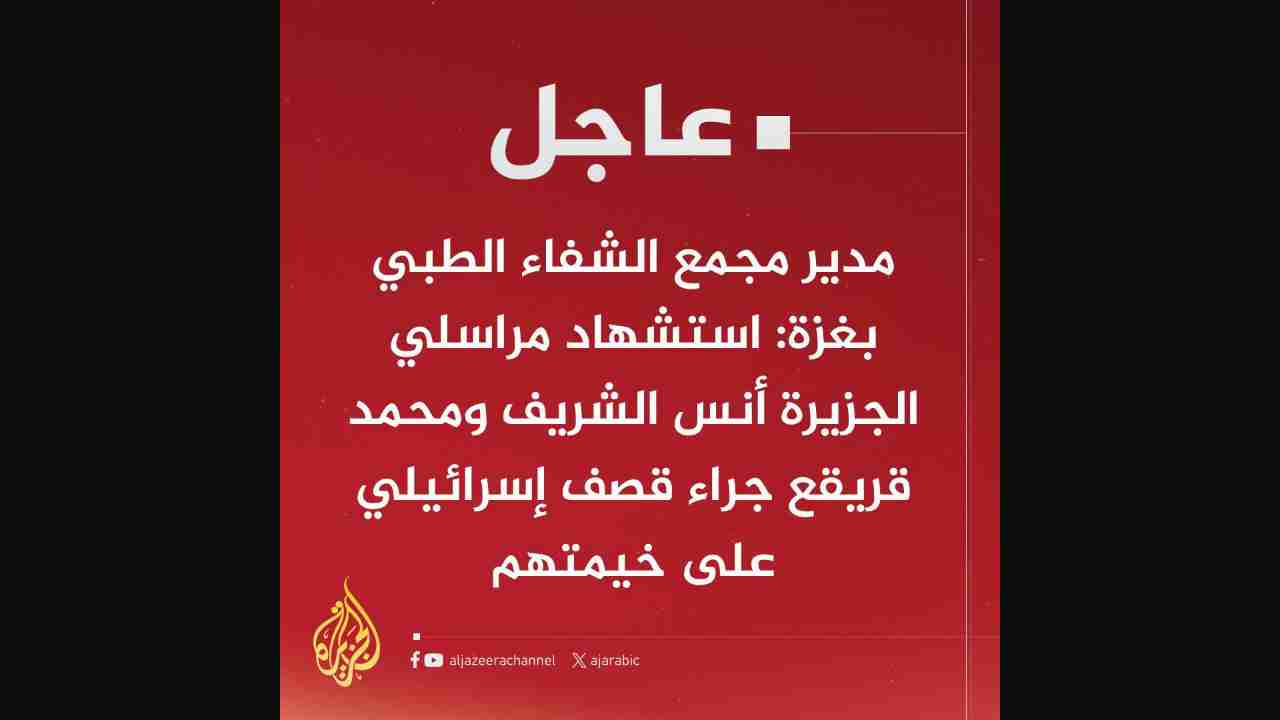 عاجل
مدير مجمع الشفاء الطبي
بغزة: استشهاد مراسلي
الجزيرة أنس الشريف ومحمد
قريقع جراء قصف إسرائيلي
على خيمتهم
الجزيرة
aljazeerachannel ajarabic